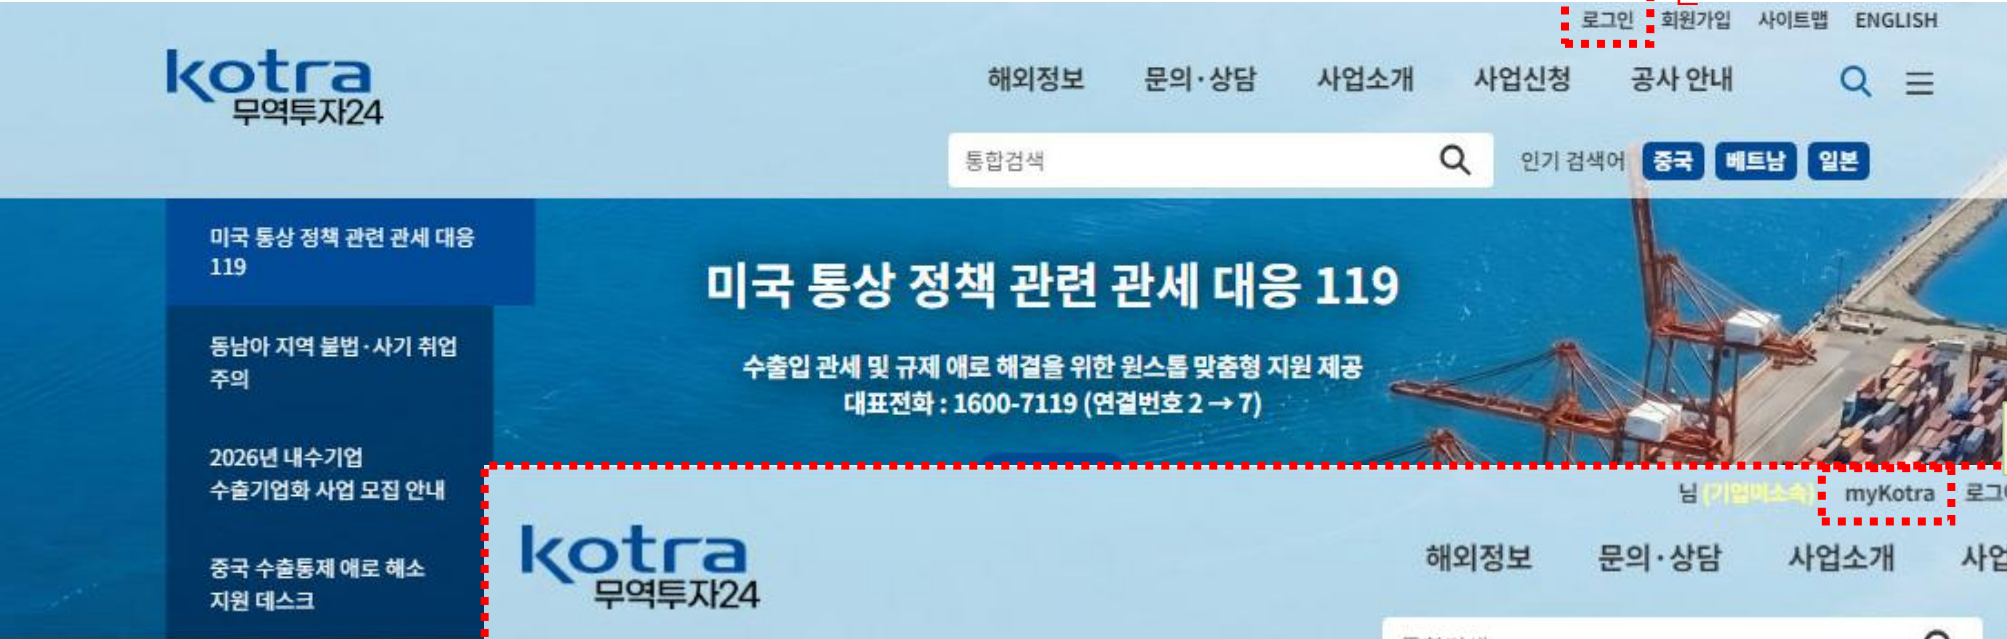 로그인 회원가입 사이트맵 ENGLISH
kotra
무역투자24
해외정보 문의·상담 사업소개 사업신청 공사 안내
통합검색
인기 검색어 중국 베트남 일본
미국 통상 정책 관련 관세 대응
119
동남아 지역 불법·사기 취업
주의
2026년 내수기업
수출기업화 사업 모집 안내
중국 수출통제 애로 해소
지원 데스크
미국 통상 정책 관련 관세 대응 119
수출입 관세 및 규제 애로 해결을 위한 원스톱 맞춤형 지원 제공
대표전화 : 1600-7119 (연결번호 2 → 7)
님 (기업미소속) myKotra 로그
kotra
무역투자24
해외정보 문의·상담 사업소개 사업